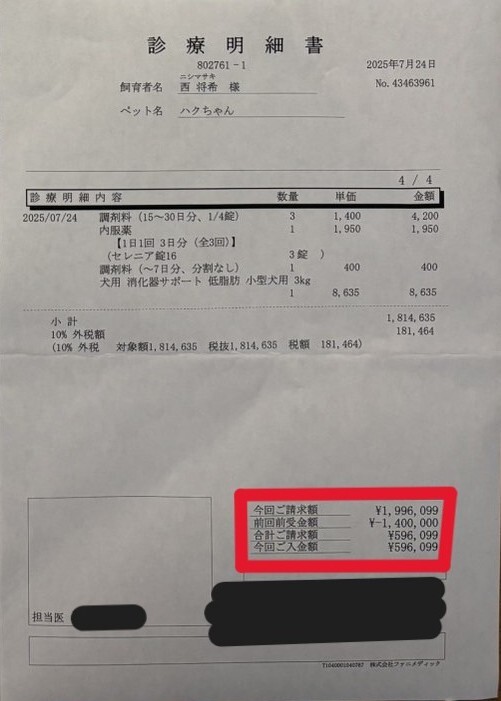 診療明細書
802761-1
2025年7月24日
ニシマサキ
飼育者名 西 将希 様
No.43463961
ペット名 ハクちゃん
4 / 4
診療明細内容 数量 単価 金額
2025/07/24 調剤料（15～30日分、1/4錠） 3 1,400 4,200
内服薬 1 1,950 1,950
【1日1回 3日分（全3回）】
（セレニア錠16 3錠 ）
調剤料（～7日分、分割なし） 1 400 400
犬用 消化器サポート 低脂肪 小型犬用 3kg
1 8,635 8,635
小 計 1,814,635
10% 外税額 181,464
(10% 外税 対象額1,814,635 税抜1,814,635 税額 181,464)
今回ご請求額 ¥1,996,099
前回前受金額 ¥-1,400,000
合計ご請求額 ¥596,099
今回ご入金額 ¥596,099
担当医
T1040001040787 株式会社ファニメディック